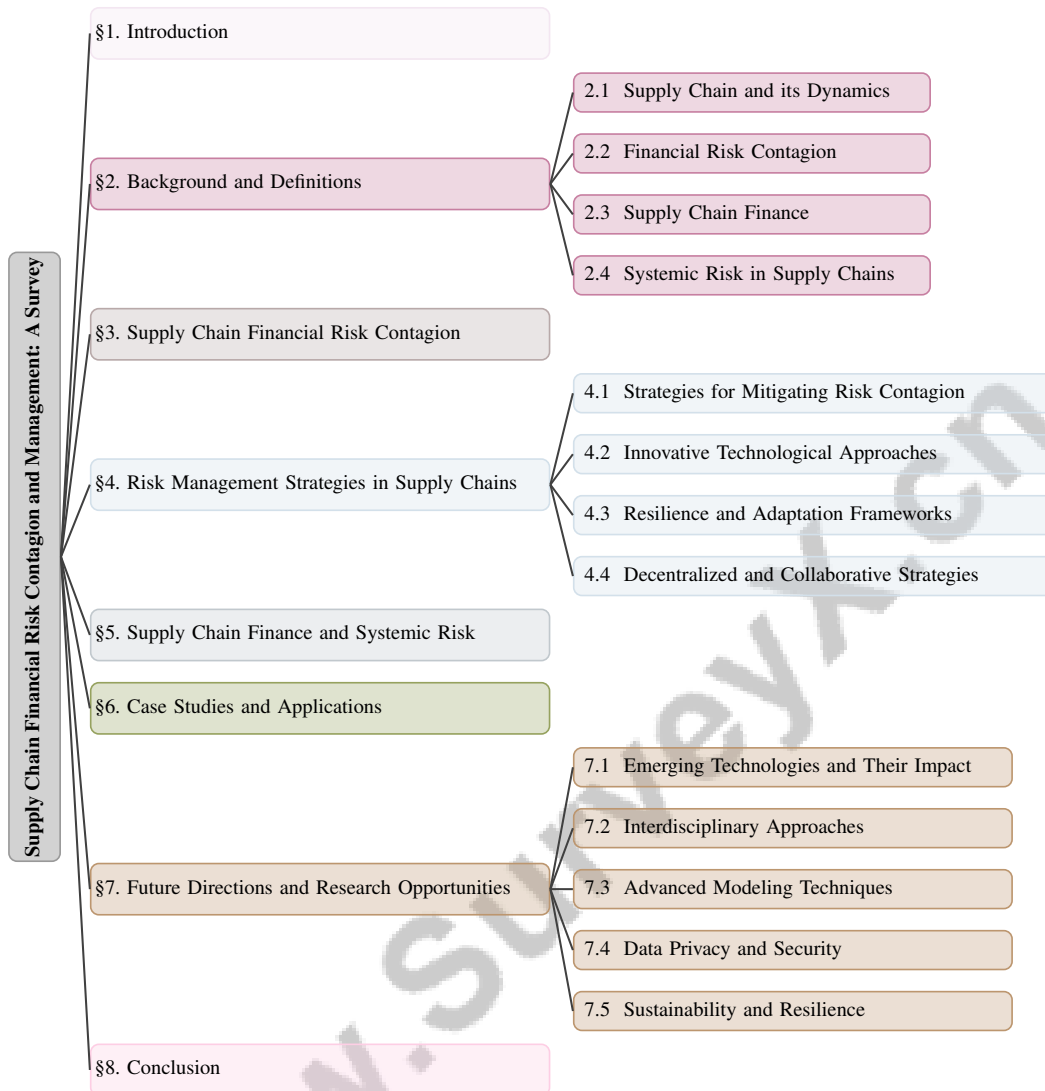 Supply Chain Financial Risk Contagion and Management: A Survey
§1. Introduction
§2. Background and Definitions
2.1 Supply Chain and its Dynamics
2.2 Financial Risk Contagion
2.3 Supply Chain Finance
2.4 Systemic Risk in Supply Chains
§3. Supply Chain Financial Risk Contagion
§4. Risk Management Strategies in Supply Chains
4.1 Strategies for Mitigating Risk Contagion
4.2 Innovative Technological Approaches
4.3 Resilience and Adaptation Frameworks
4.4 Decentralized and Collaborative Strategies
§5. Supply Chain Finance and Systemic Risk
§6. Case Studies and Applications
§7. Future Directions and Research Opportunities
7.1 Emerging Technologies and Their Impact
7.2 Interdisciplinary Approaches
7.3 Advanced Modeling Techniques
7.4 Data Privacy and Security
7.5 Sustainability and Resilience
§8. Conclusion
w.SurveyX.cn